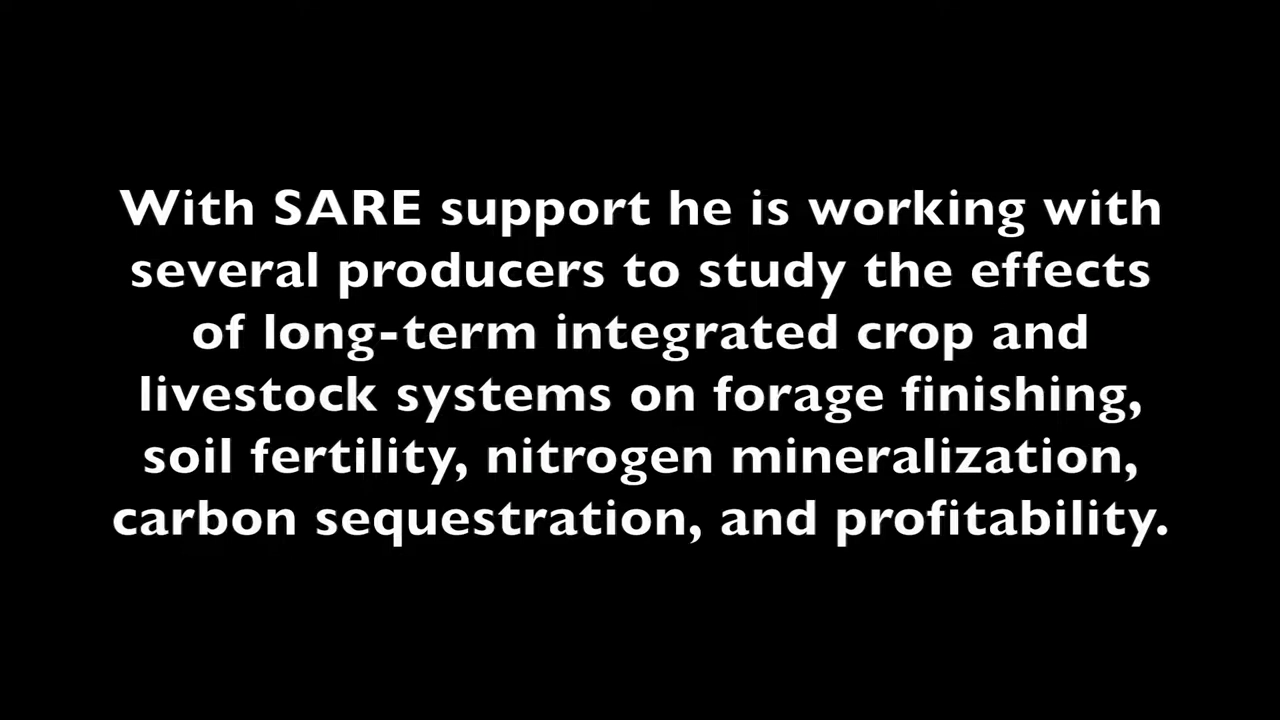 With SARE support he is working with
several producers to study the effects
of long-term integrated crop and
livestock systems on forage finishing,
soil fertility, nitrogen mineralization,
carbon sequestration, and profitability.